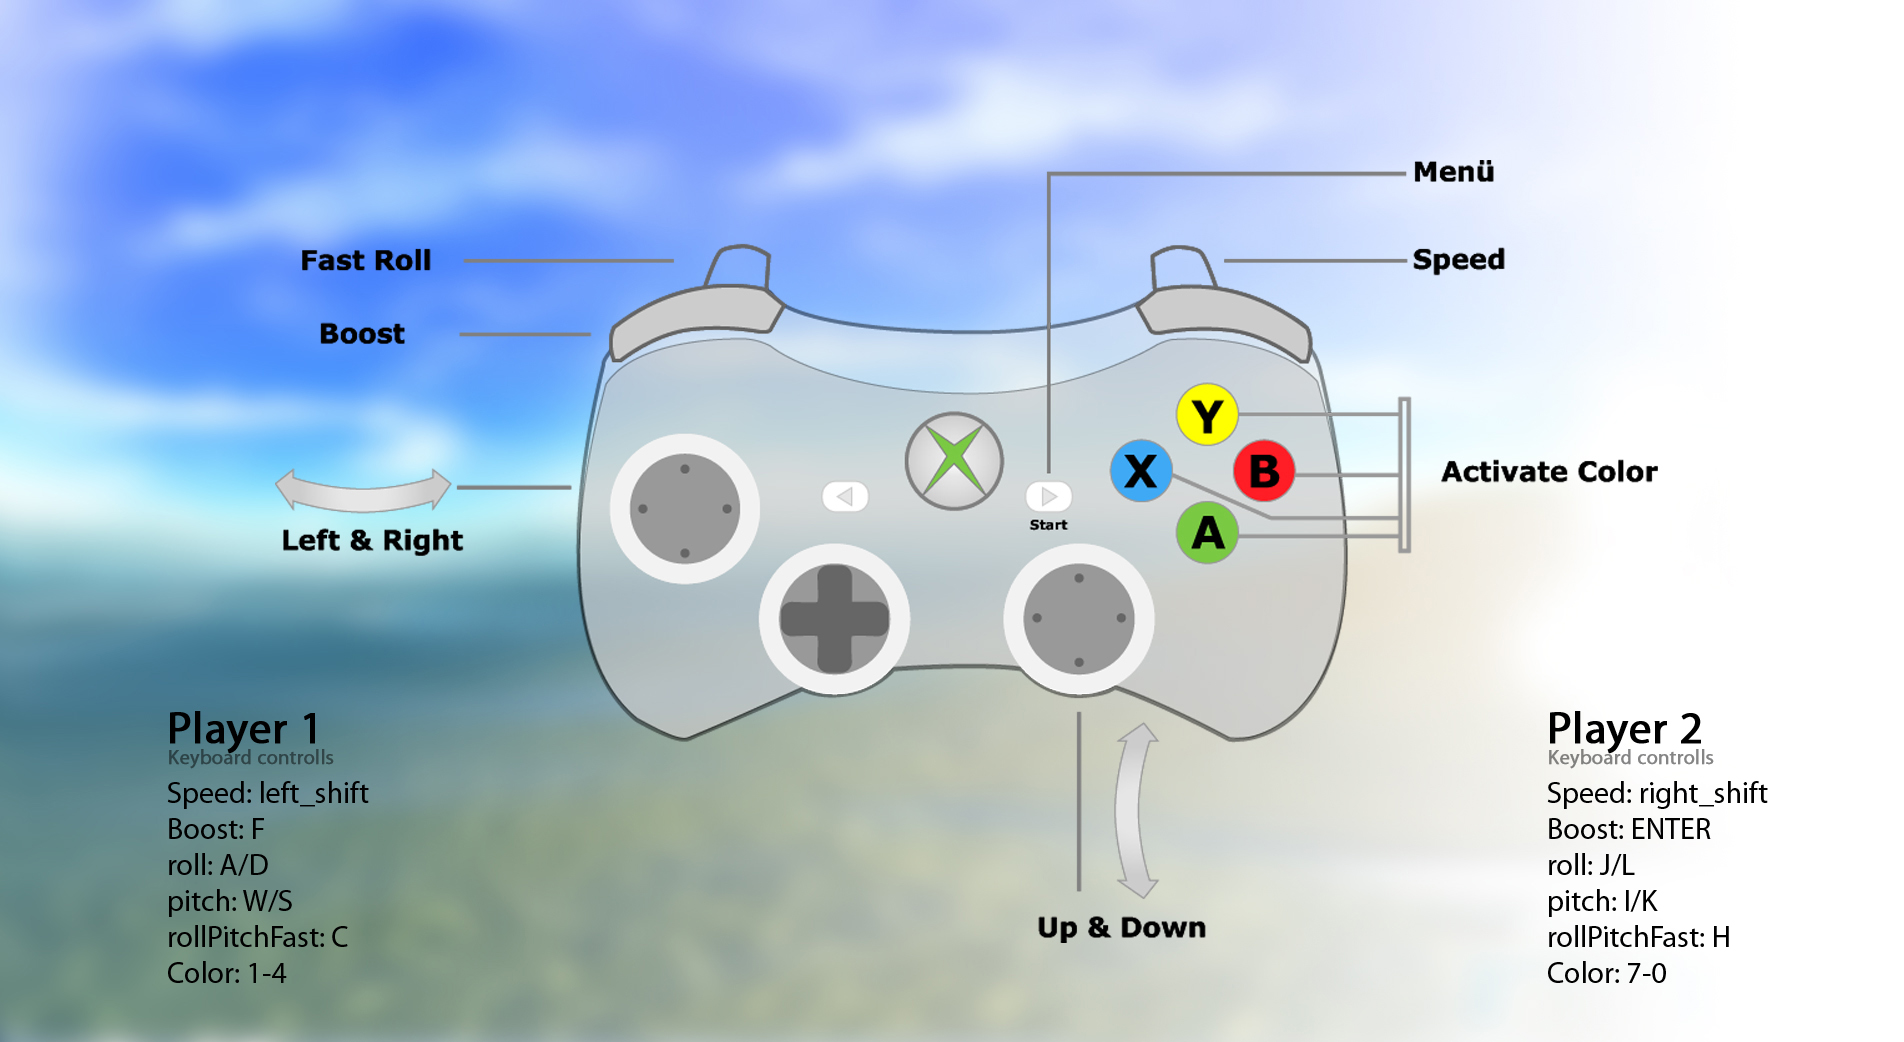 Menü
Fast Roll
Speed
Boost
Y
X
B
Activate Color
A
Start
Left & Right
Up & Down
Player 1
Keyboard controlls
Speed: left_shift
Boost: F
roll: A/D
pitch: W/S
rollPitchFast: C
Color: 1-4
Player 2
Keyboard controlls
Speed: right_shift
Boost: ENTER
roll: J/L
pitch: I/K
rollPitchFast: H
Color: 7-0